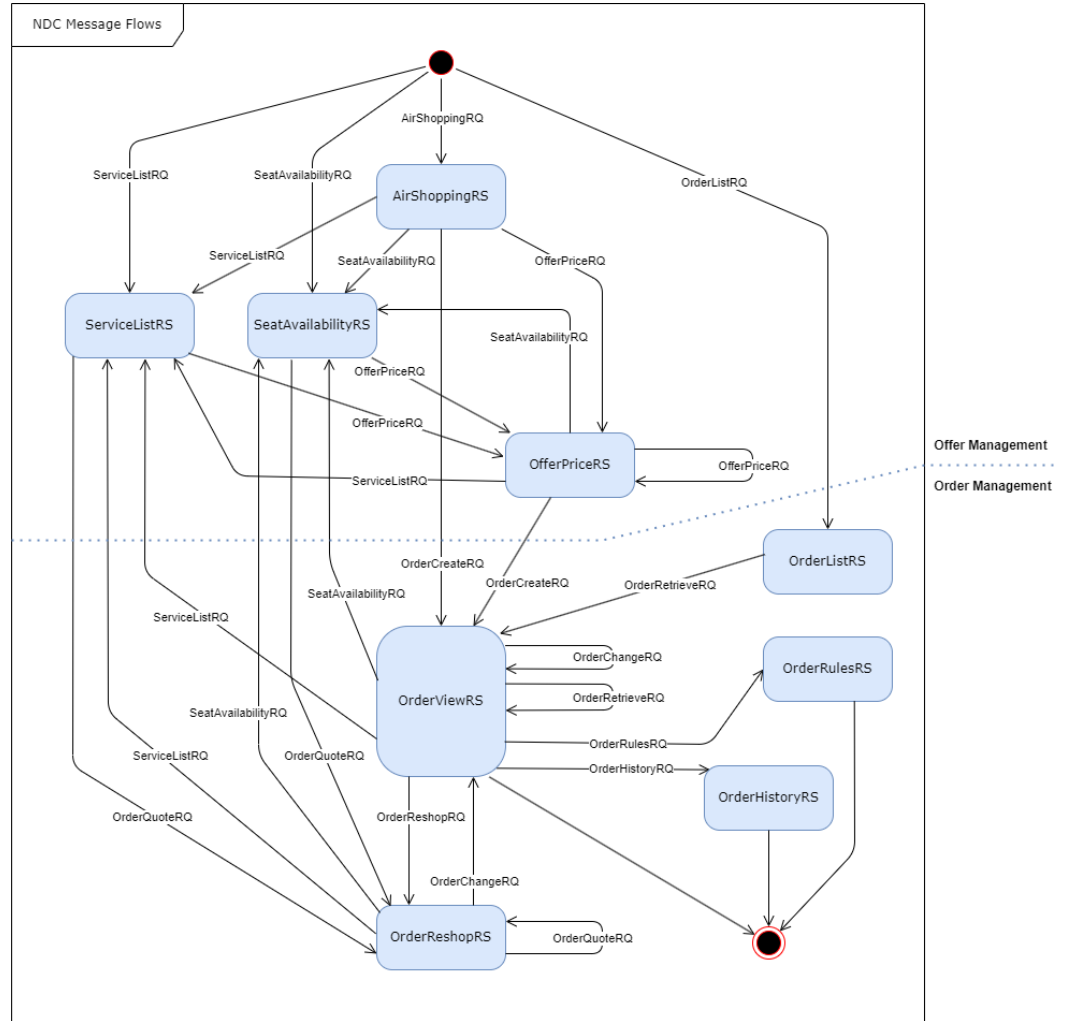 NDC Message Flows
AirShoppingRQ
ServiceListRQ
SeatAvailabilityRQ
OrderListRQ
AirShoppingRS
ServiceListRQ
SeatAvailabilityRQ
OfferPriceRQ
ServiceListRS
SeatAvailabilityRS
SeatAvailabilityRQ
OfferPriceRQ
OfferPriceRQ
Offer Management
OfferPriceRS
OfferPriceRQ
ServiceListRQ
Order Management
OrderListRS
OrderCreateRQ
OrderCreateRQ
OrderRetrieveRQ
SeatAvailabilityRQ
ServiceListRQ
OrderChangeRQ
OrderRulesRS
OrderViewRS
OrderRetrieveRQ
SeatAvailabilityRQ
OrderRulesRQ
ServiceListRQ
OrderQuoteRQ
OrderHistoryRQ
OrderHistoryRS
OrderQuoteRQ
OrderReshopRQ
OrderChangeRQ
OrderReshopRS
OrderQuoteRQ